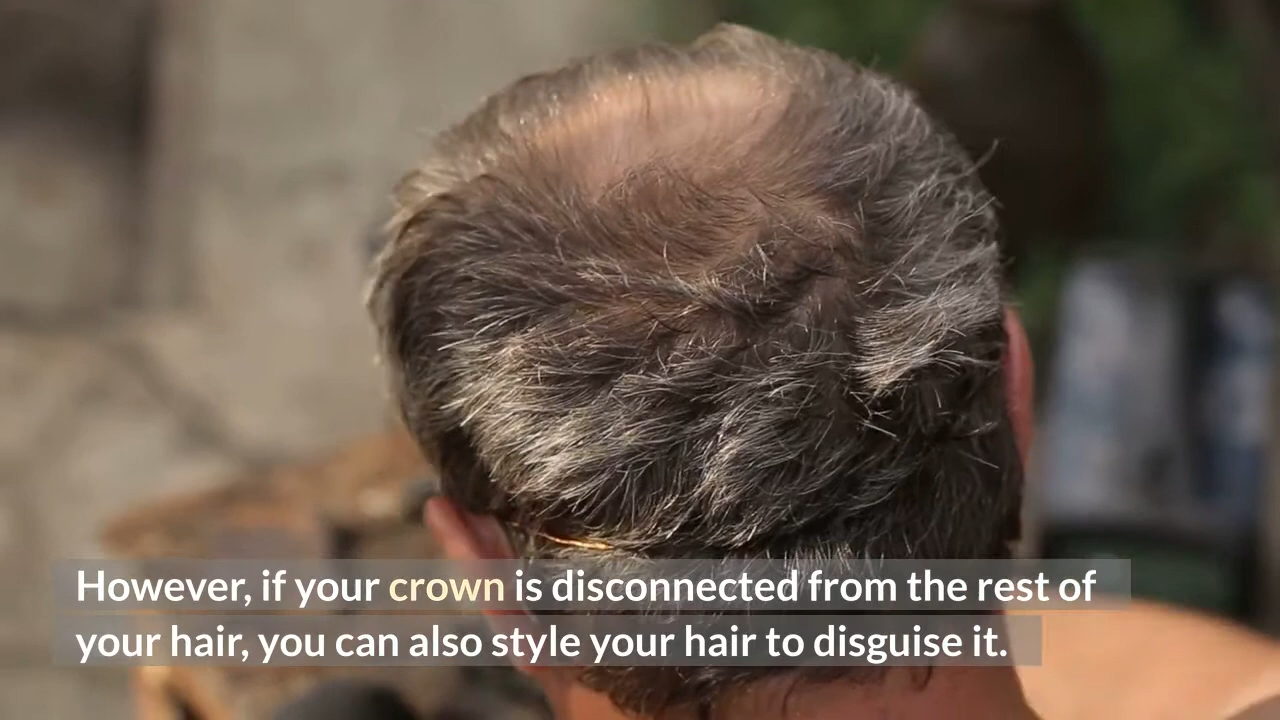 However, if your crown is disconnected from the rest of
your hair, you can also style your hair to disguise it.